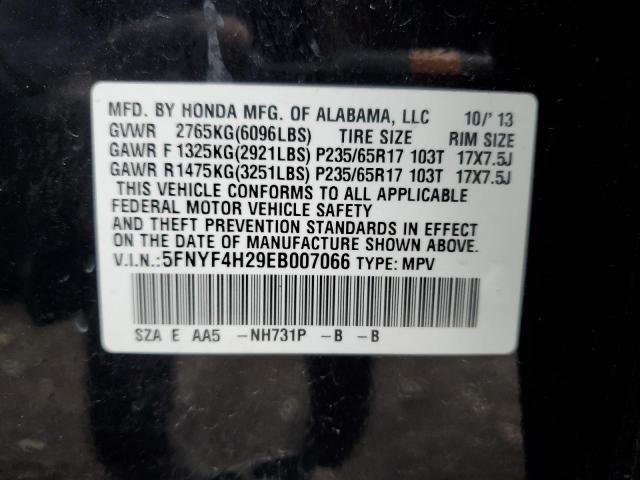 MFD. BY HONDA MFG. OF ALABAMA, LLC 10/'13
GVWR 2765KG(6096LBS) TIRE SIZE RIM SIZE
GAWR F 1325KG(2921LBS) P235/65R17 103T 17X7.5J
GAWR R1475KG(3251LBS) P235/65R17 103T 17X7.5J
THIS VEHICLE CONFORMS TO ALL APPLICABLE
FEDERAL MOTOR VEHICLE SAFETY
AND THEFT PREVENTION STANDARDS IN EFFECT
ON THE DATE OF MANUFACTURE SHOWN ABOVE.
V.I.N.:5FNYF4H29EB007066 TYPE: MPV
SZA E AA5 -NH731P -B -B